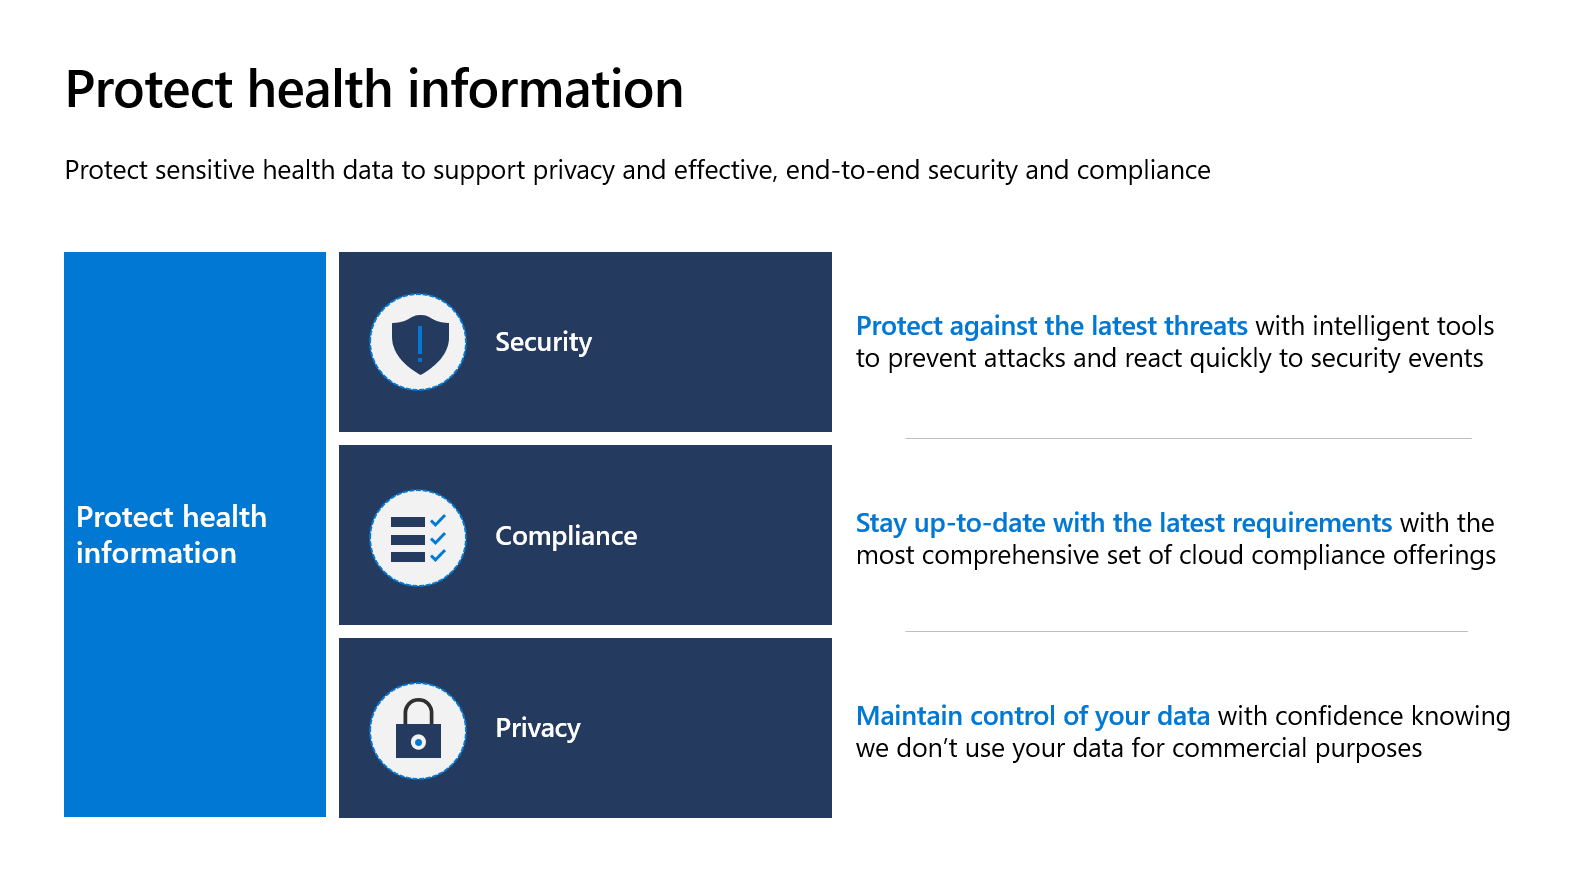 Protect health information
Protect sensitive health data to support privacy and effective, end-to-end security and compliance
Protect health
information
Security
Protect against the latest threats with intelligent tools
to prevent attacks and react quickly to security events
Compliance
Stay up-to-date with the latest requirements with the
most comprehensive set of cloud compliance offerings
Privacy
Maintain control of your data with confidence knowing
we don’t use your data for commercial purposes